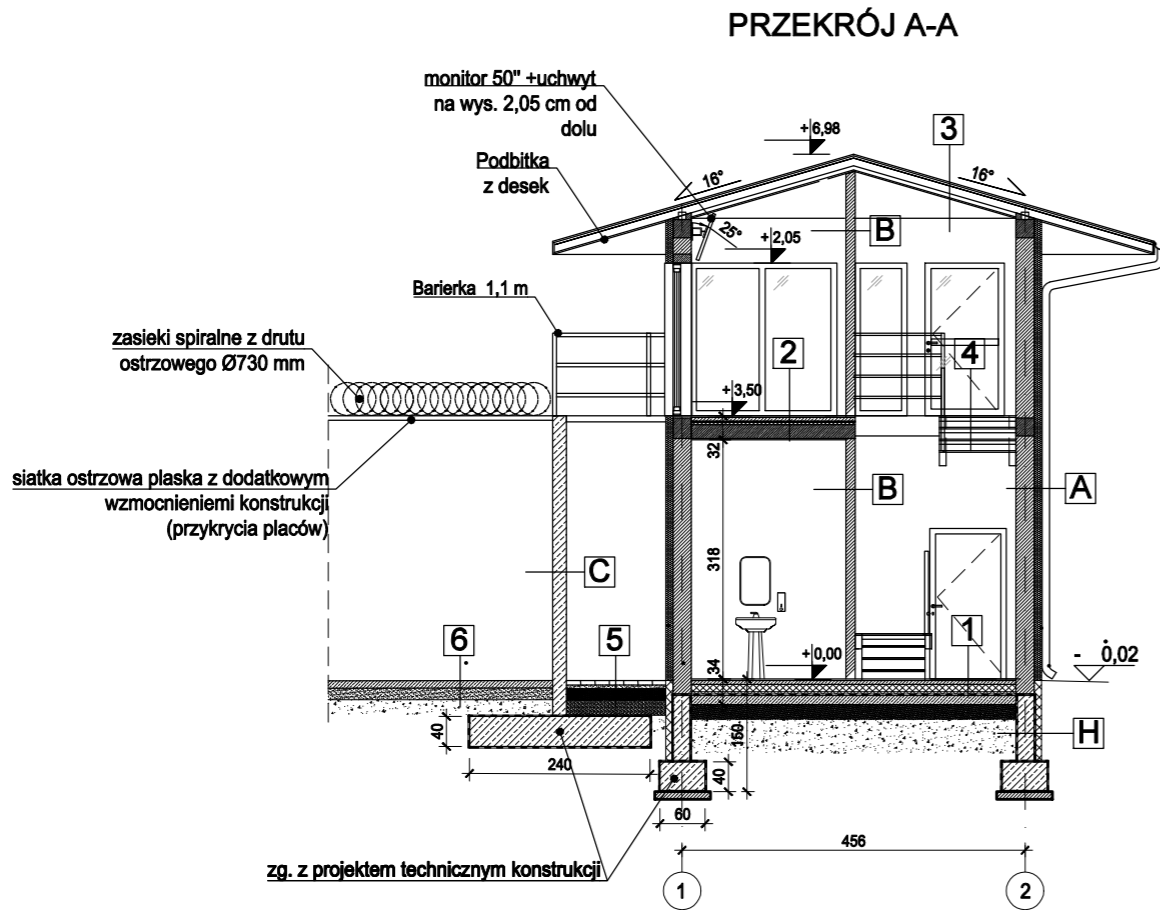 PRZEKRÓJ A-A
monitor 50" +uchwyt
na wys. 2,05 cm od
dolu
+6,98
3
Podbitka
z desek
16°
16°
25°
B
+2,05
Barierka 1,1 m
zasieki spiralne z drutu
ostrzowego Ø730 mm
2
4
+3,50
siatka ostrzowa plaska z dodatkowym
wzmocnieniemi konstrukcji
(przykrycia placów)
32
B
A
318
C
6
5
1
+0,00
- 0,02
34
40
240
150
H
40
60
456
zg. z projektem technicznym konstrukcji
1
2